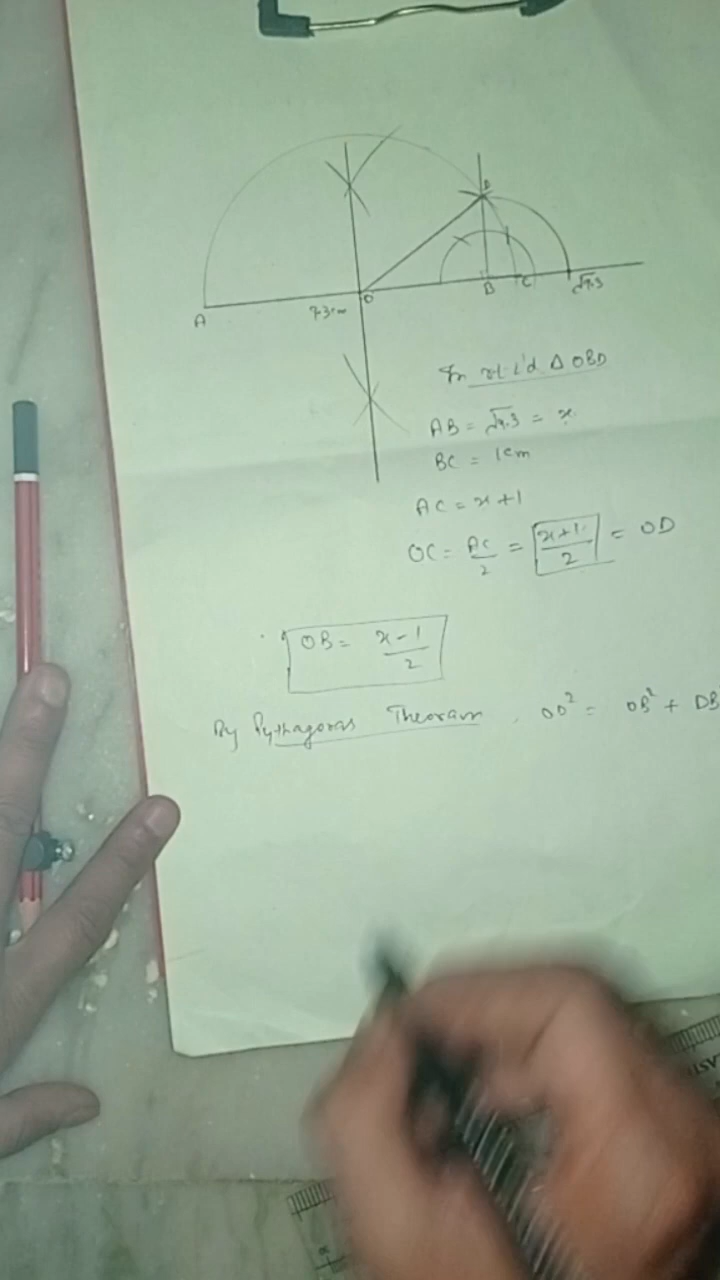 D
A
7.3cm
O
B
C
√7.3
In rt ∠'d Δ OBD
AB = √7.3 = x
BC = 1cm
AC = x+1
OC = AC/2 = x+1/2 = OD
OB = x-1/2
By Pythagoras Theoram, OD² = OB² + DB